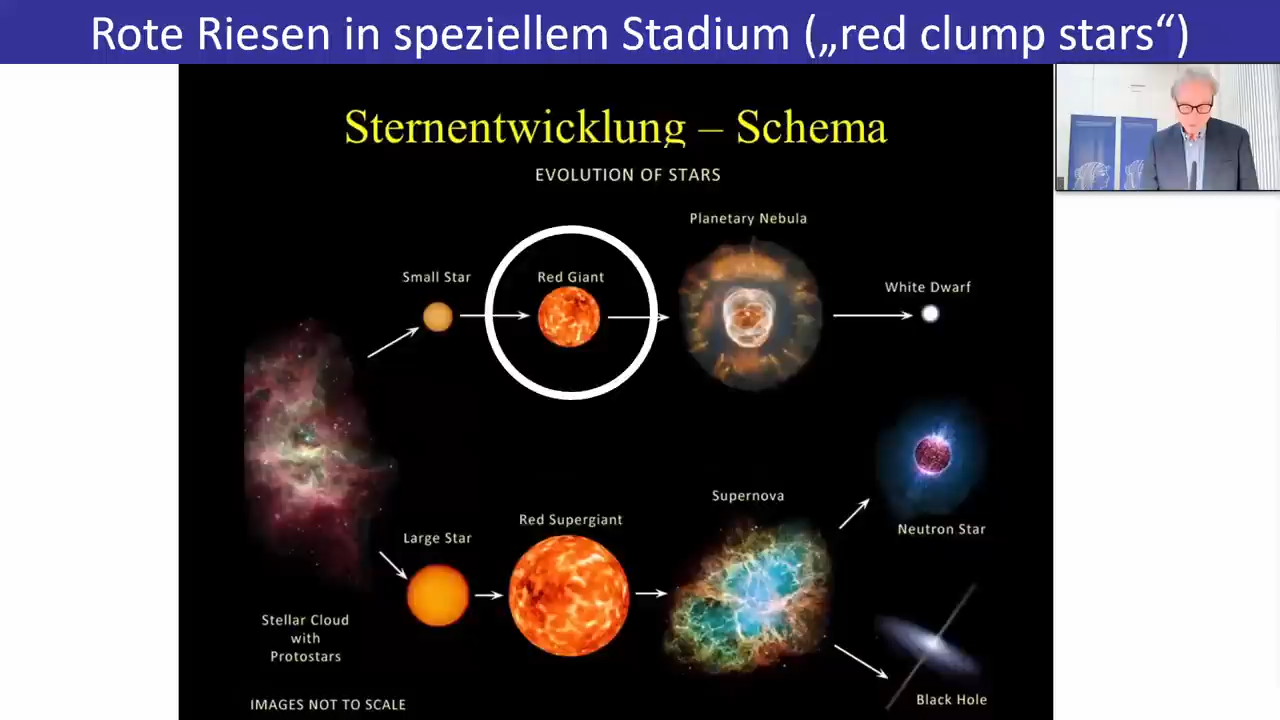 Rote Riesen in speziellem Stadium („red clump stars“)
Sternentwicklung – Schema
EVOLUTION OF STARS
Planetary Nebula
Small Star
Red Giant
White Dwarf
Supernova
Red Supergiant
Neutron Star
Large Star
Stellar Cloud
with
Protostars
Black Hole
IMAGES NOT TO SCALE